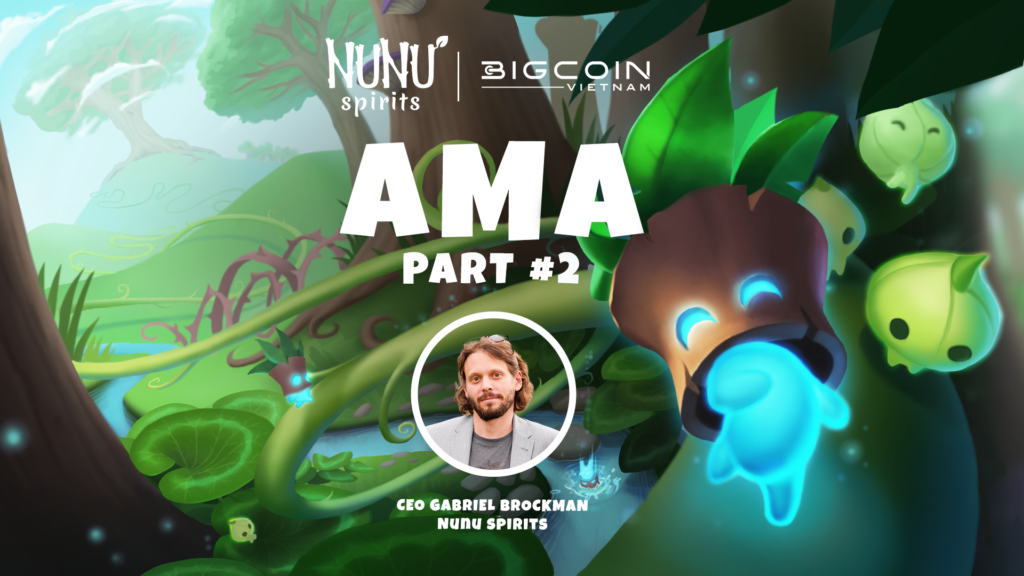 NUNU
spirits
BIGCOIN
VIETNAM
AMA
PART #2
CEO GABRIEL BROCKMAN
NUNU SPIRITS